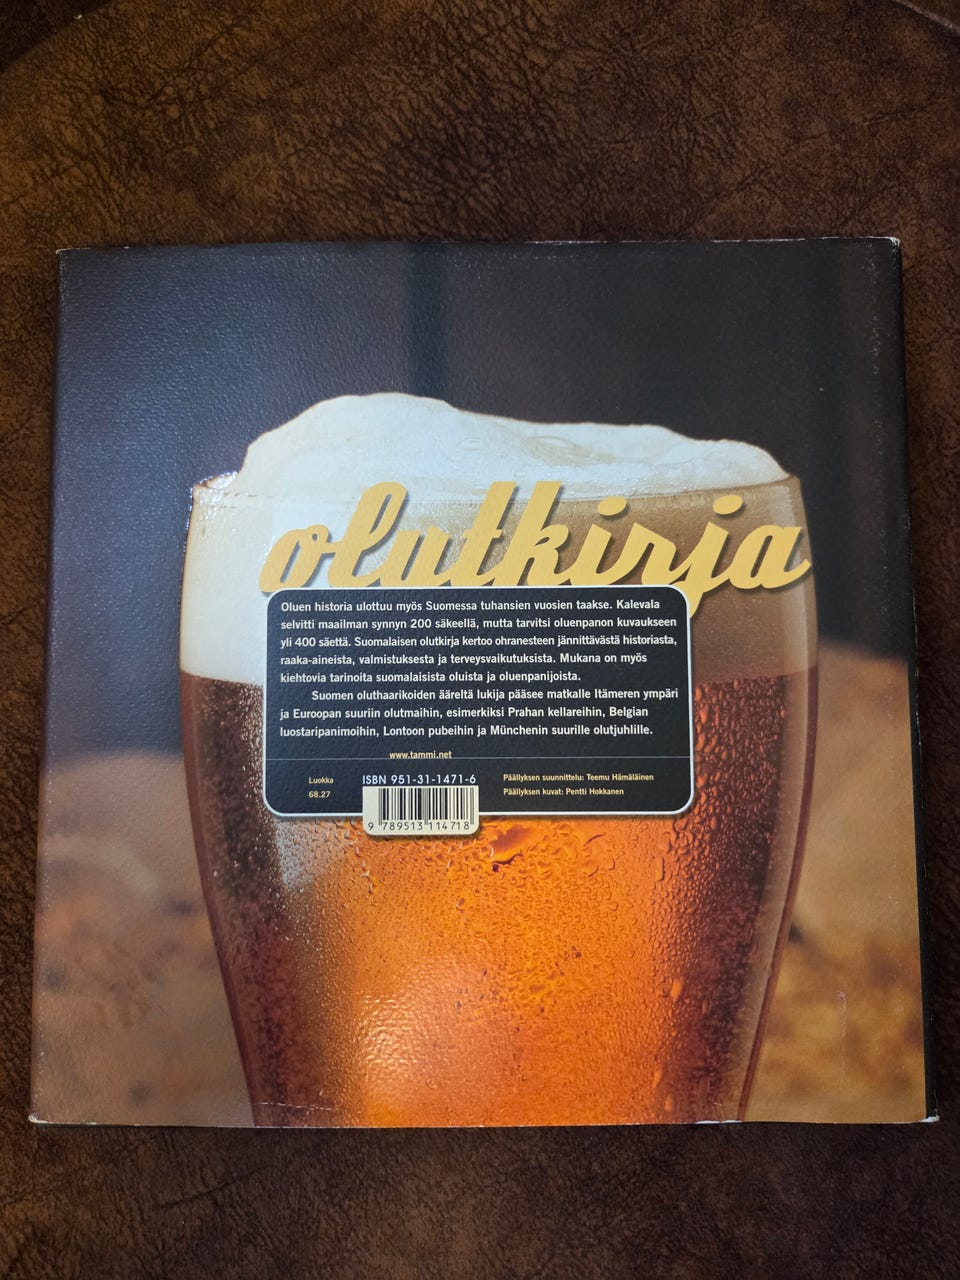 olutkirja
Oluen historia ulottuu myös Suomessa tuhansien vuosien taakse. Kalevala
selvitti maailman synnyn 200 säkeellä, mutta tarvitsi oluenpanon kuvaukseen
yli 400 säettä. Suomalaisen olutkirja kertoo ohranesteen jännittävästä historiasta,
raaka-aineista, valmistuksesta ja terveysvaikutuksista. Mukana on myös
kiehtovia tarinoita suomalaisista oluista ja oluenpanijoista.
Suomen oluthaarikoiden ääreltä lukija pääsee matkalle Itämeren ympäri
ja Euroopan suuriin olutmaihin, esimerkiksi Prahan kellareihin, Belgian
luostaripanimoihin, Lontoon pubeihin ja Münchenin suurille olutjuhlille.
www.tammi.net
Luokka
68.27
ISBN 951-31-1471-6
9 789513 114718
Päällyksen suunnittelu: Teemu Hämäläinen
Päällyksen kuvat: Pentti Hokkanen